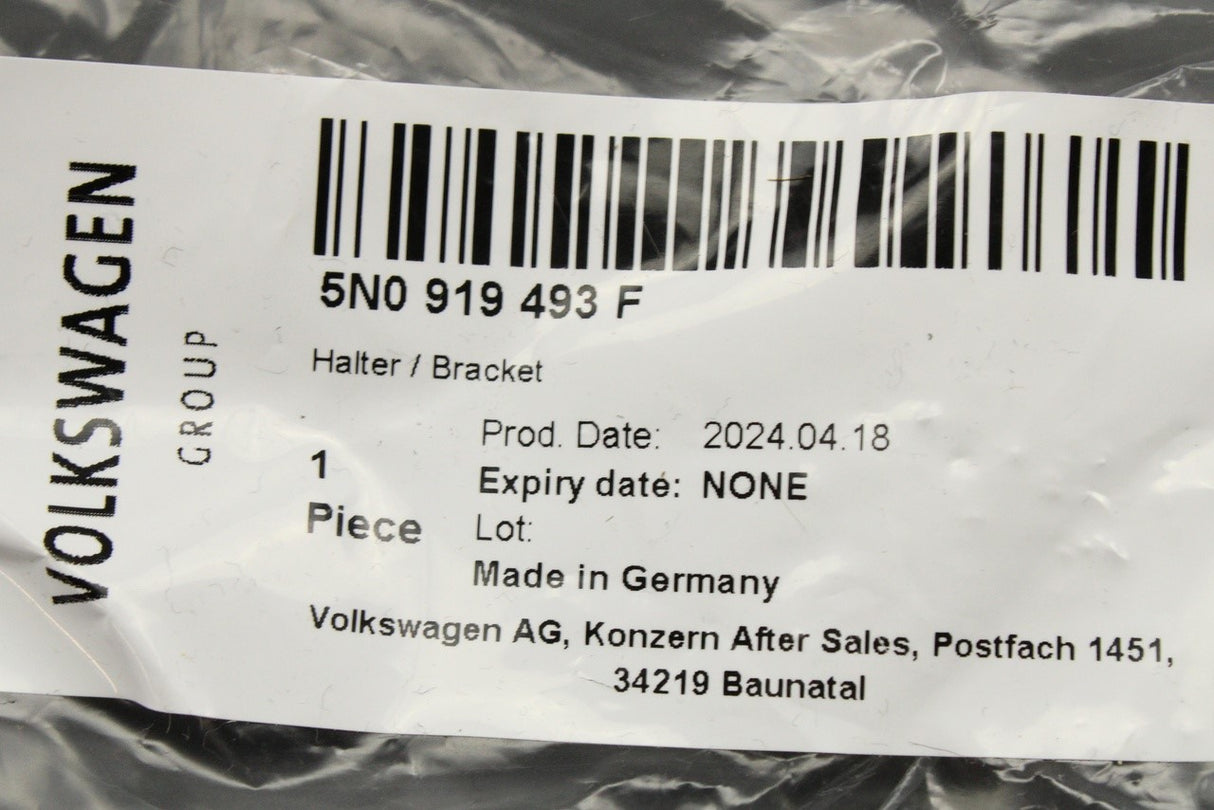 VOLKSWAGEN
GROUP
5N0 919 493 F
Halter / Bracket
Prod. Date: 2024.04.18
1 Expiry date: NONE
Piece Lot:
Made in Germany
Volkswagen AG, Konzern After Sales, Postfach 1451,
34219 Baunatal